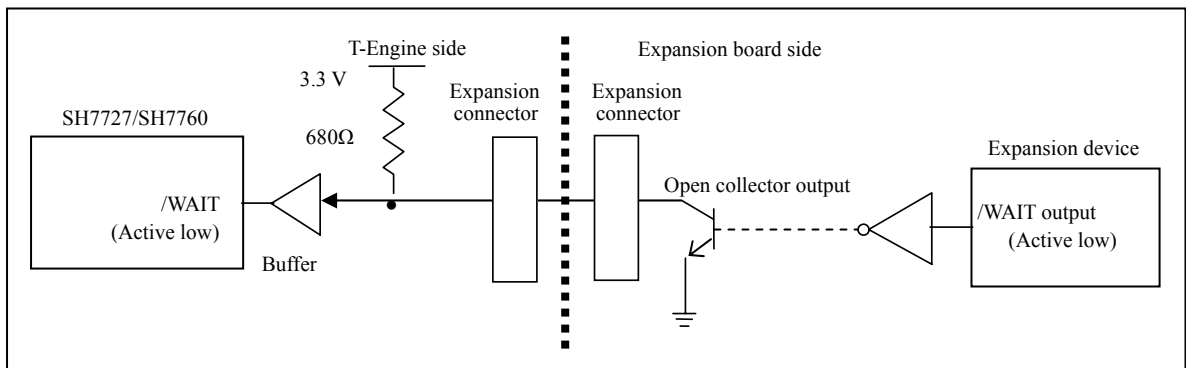 T-Engine side
Expansion board side
3.3 V
Expansion
connector
Expansion
connector
SH7727/SH7760
680Ω
Expansion device
Open collector output
/WAIT
(Active low)
/WAIT output
(Active low)
Buffer